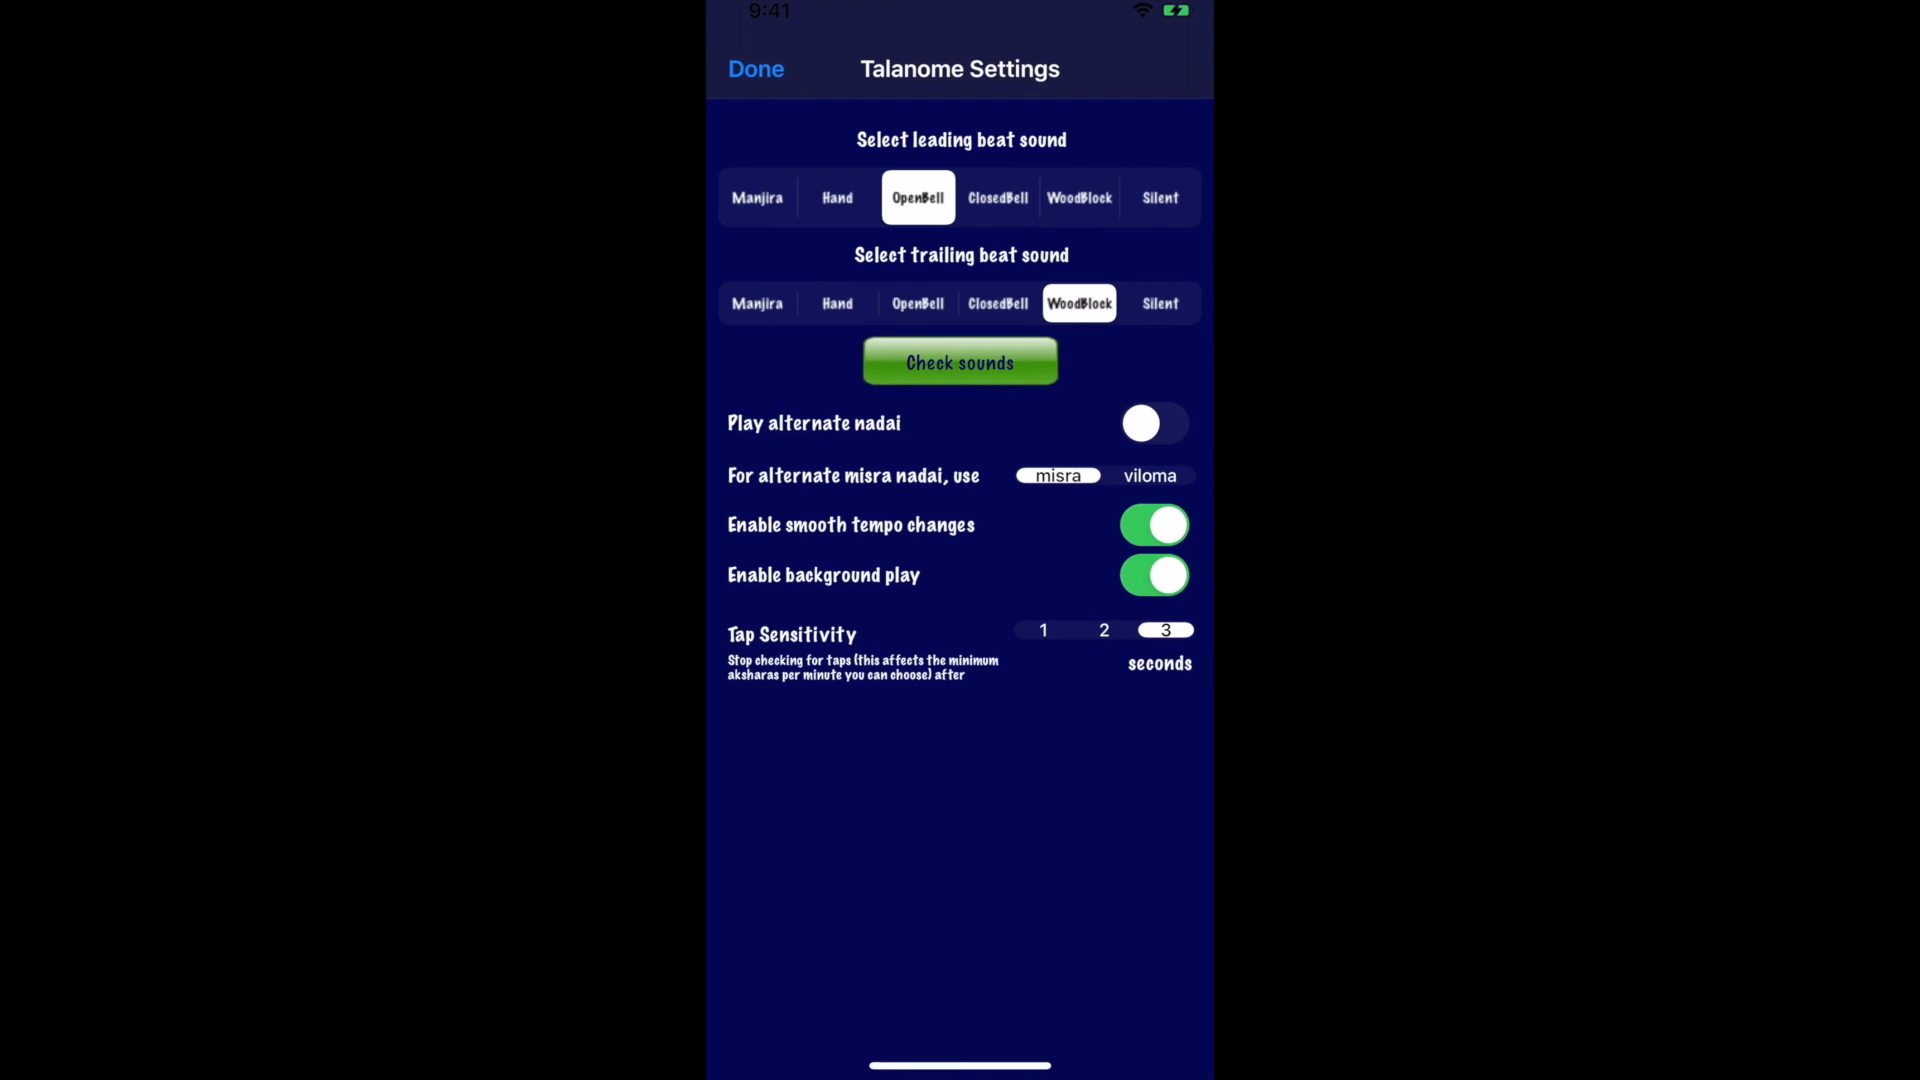 9:41
Done
Talanome Settings
Select leading beat sound
Manjira Hand OpenBell ClosedBell WoodBlock Silent
Select trailing beat sound
Manjira Hand OpenBell ClosedBell WoodBlock Silent
Check sounds
Play alternate nadai
For alternate misra nadai, use misra viloma
Enable smooth tempo changes
Enable background play
Tap Sensitivity 1 2 3
Stop checking for taps (this affects the minimum
aksharas per minute you can choose) after
seconds